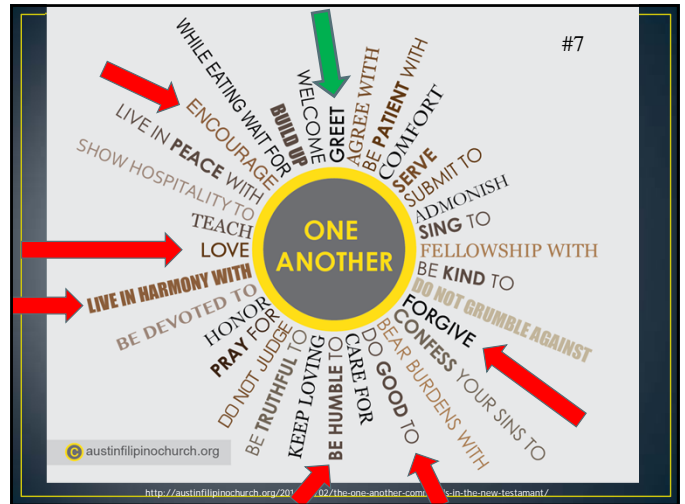 #7
WHILE EATING WAIT FOR
BUILD UP
WELCOME
GREET
AGREE WITH
BE PATIENT WITH
COMFORT
SERVE
SUBMIT TO
ADMONISH
SING TO
FELLOWSHIP WITH
BE KIND TO
DO NOT GRUMBLE AGAINST
FORGIVE
CONFESS YOUR SINS TO
BEAR BURDENS WITH
DO GOOD TO
CARE FOR
BE HUMBLE TO
KEEP LOVING
BE TRUTHFUL TO
DO NOT JUDGE
PRAY FOR
HONOR
BE DEVOTED TO
LIVE IN HARMONY WITH
LOVE
TEACH
SHOW HOSPITALITY TO
LIVE IN PEACE WITH
ENCOURAGE
ONE
ANOTHER
C austinfilipinochurch.org